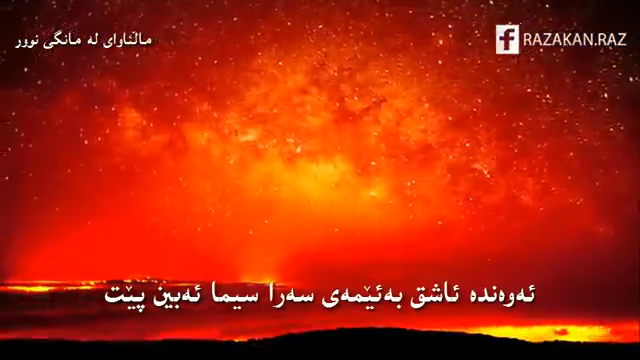 ماڵئاوای لە مانگی نوور
RAZAKAN.RAZ
ئەوەندە ئاشق بەئێمەی سەرا سیما ئەبین پێت